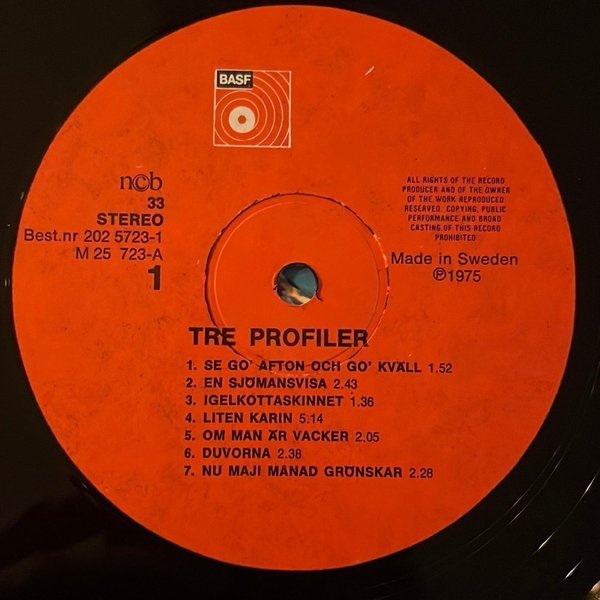 BASF
ncb
33
STEREO
Best.nr 202 5723-1
M 25 723-A
1
ALL RIGHTS OF THE RECORD
PRODUCER AND OF THE OWNER
OF THE WORK REPRODUCED
RESERVED. COPYING, PUBLIC
PERFORMANCE AND BROAD
CASTING OF THIS RECORD
PROHIBITED
Made in Sweden
℗1975
TRE PROFILER
1. SE GO' AFTON OCH GO' KVÄLL 1.52
2. EN SJÖMANSVISA 2.43
3. IGELKOTTASKINNET 1.36
4. LITEN KARIN 5.14
5. OM MAN ÄR VACKER 2.05
6. DUVORNA 2.38
7. NU MAJI MÅNAD GRÖNSKAR 2.28